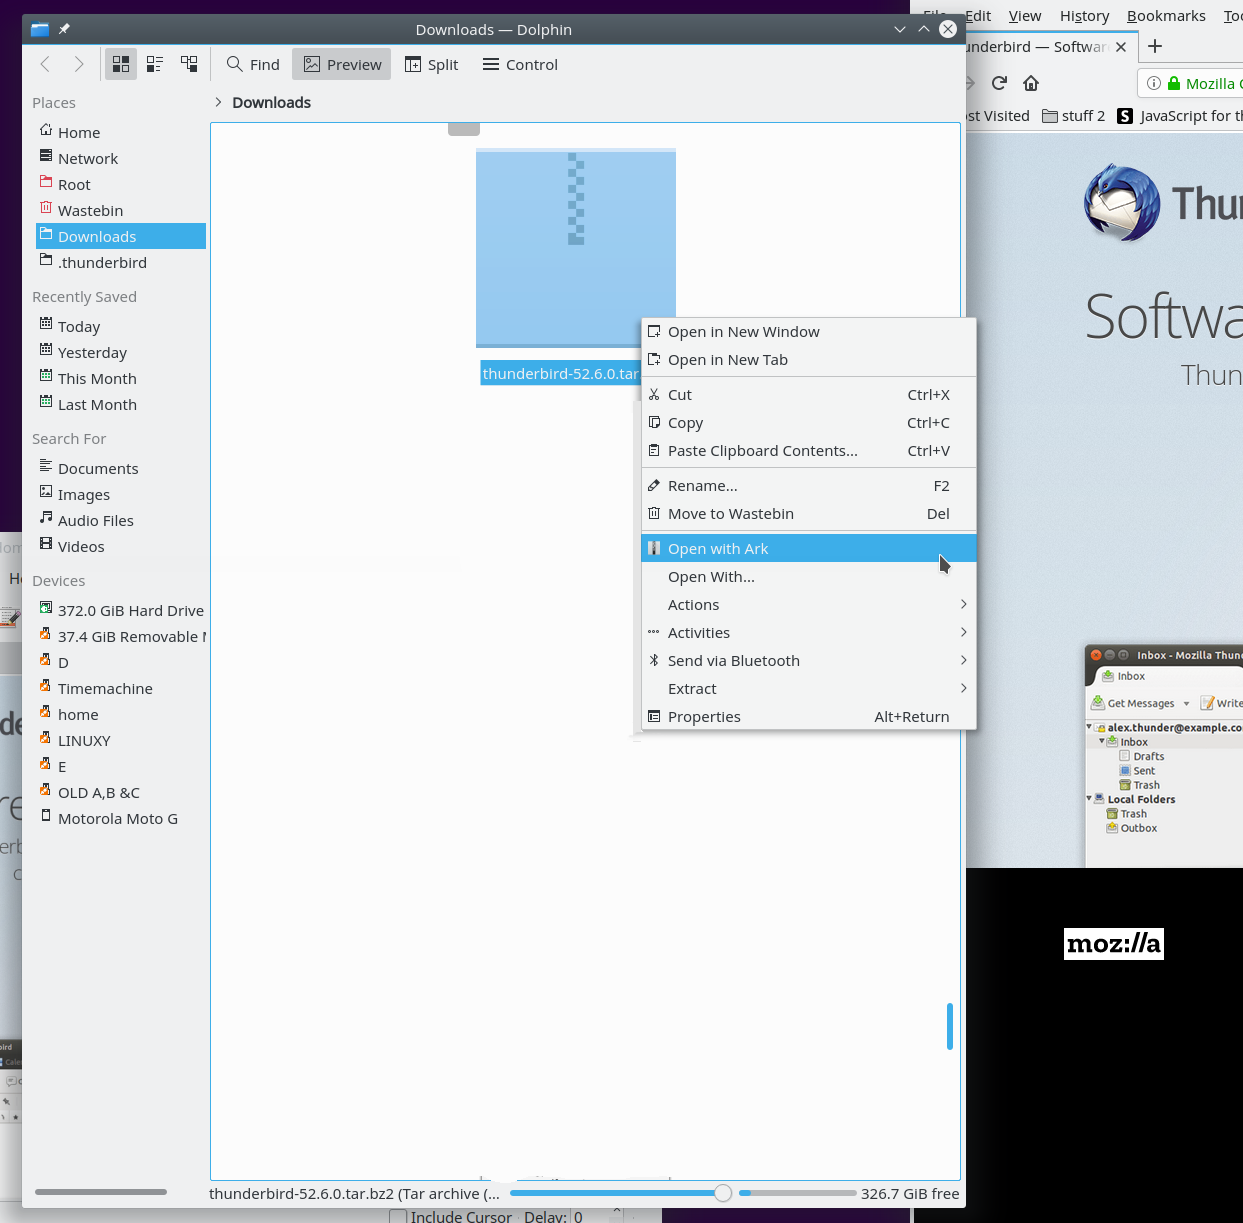 Downloads — Dolphin
Find
Preview
Split
Control
Places
Home
Network
Root
Wastebin
Downloads
.thunderbird
Recently Saved
Today
Yesterday
This Month
Last Month
Search For
Documents
Images
Audio Files
Videos
Devices
372.0 GiB Hard Drive
37.4 GiB Removable
D
Timemachine
home
LINUXY
E
OLD A,B &C
Motorola Moto G
Downloads
thunderbird-52.6.0.tar
Open in New Window
Open in New Tab
Cut Ctrl+X
Copy Ctrl+C
Paste Clipboard Contents... Ctrl+V
Rename... F2
Move to Wastebin Del
Open with Ark
Open With...
Actions
Activities
Send via Bluetooth
Extract
Properties Alt+Return
thunderbird-52.6.0.tar.bz2 (Tar archive (...
326.7 GiB free
Include Cursor Delay: 0
File Edit View History Bookmarks
underbird — Softwar
Mozilla
st Visited stuff 2 S JavaScript for
Thun
Softwa
Thun
Inbox - Mozilla Thun
Inbox
Get Messages Write
alex.thunder@example.co
Inbox
Drafts
Sent
Trash
Local Folders
Trash
Outbox
moz://a